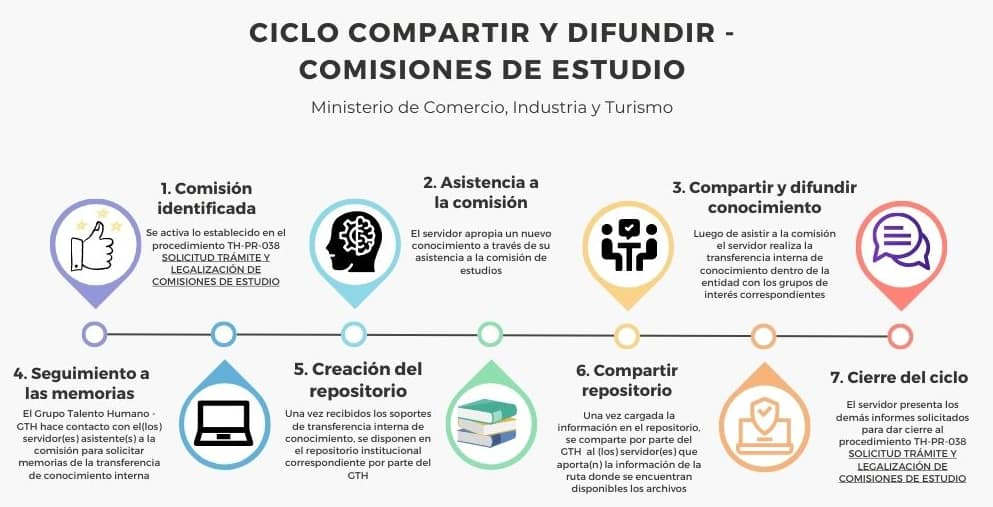 CICLO COMPARTIR Y DIFUNDIR -
COMISIONES DE ESTUDIO
Ministerio de Comercio, Industria y Turismo
1. Comisión
identificada
Se activa lo establecido en el
procedimiento TH-PR-038
SOLICITUD TRÁMITE Y
LEGALIZACIÓN DE
COMISIONES DE ESTUDIO
2. Asistencia a
la comisión
El servidor apropia un nuevo
conocimiento a través de su
asistencia a la comisión de
estudios
3. Compartir y difundir
conocimiento
Luego de asistir a la comisión
el servidor realiza la
transferencia interna de
conocimiento dentro de la
entidad con los grupos de
interés correspondientes
4. Seguimiento a
las memorias
El Grupo Talento Humano -
GTH hace contacto con el(los)
servidor(es) asistente(s) a la
comisión para solicitar
memorias de la transferencia
de conocimiento interna
5. Creación del
repositorio
Una vez recibidos los soportes
de transferencia interna de
conocimiento, se disponen en
el repositorio institucional
correspondiente por parte del
GTH
6. Compartir
repositorio
Una vez cargada la
información en el repositorio,
se comparte por parte del
GTH al (los) servidor(es) que
aporta(n) la información de la
ruta donde se encuentran
disponibles los archivos
7. Cierre del ciclo
El servidor presenta los
demás informes solicitados
para dar cierre al
procedimiento TH-PR-038
SOLICITUD TRÁMITE Y
LEGALIZACIÓN DE
COMISIONES DE ESTUDIO